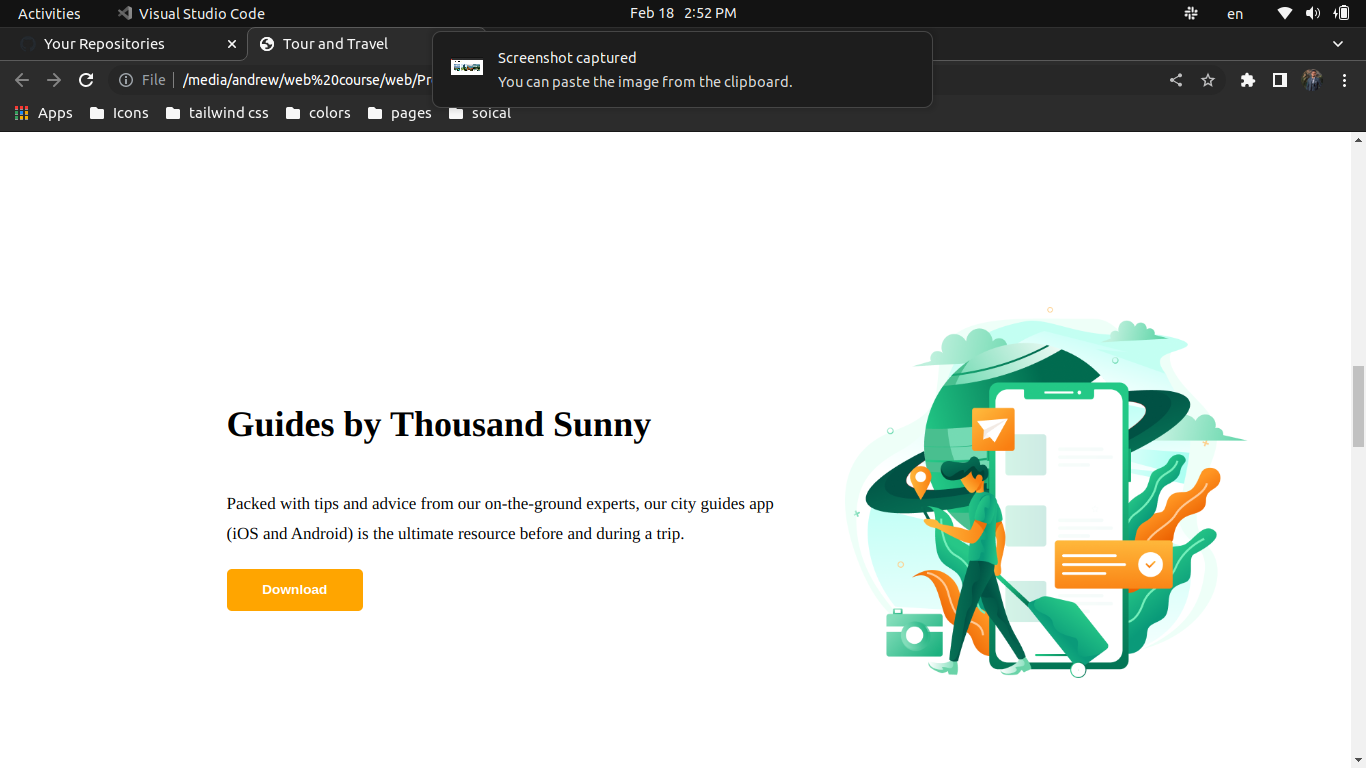 Activities Visual Studio Code Feb 18 2:52 PM en
Your Repositories Tour and Travel
Screenshot captured
You can paste the image from the clipboard.
File /media/andrew/web%20course/web/Pr
Apps Icons tailwind css colors pages soical
Guides by Thousand Sunny
Packed with tips and advice from our on-the-ground experts, our city guides app
(iOS and Android) is the ultimate resource before and during a trip.
Download